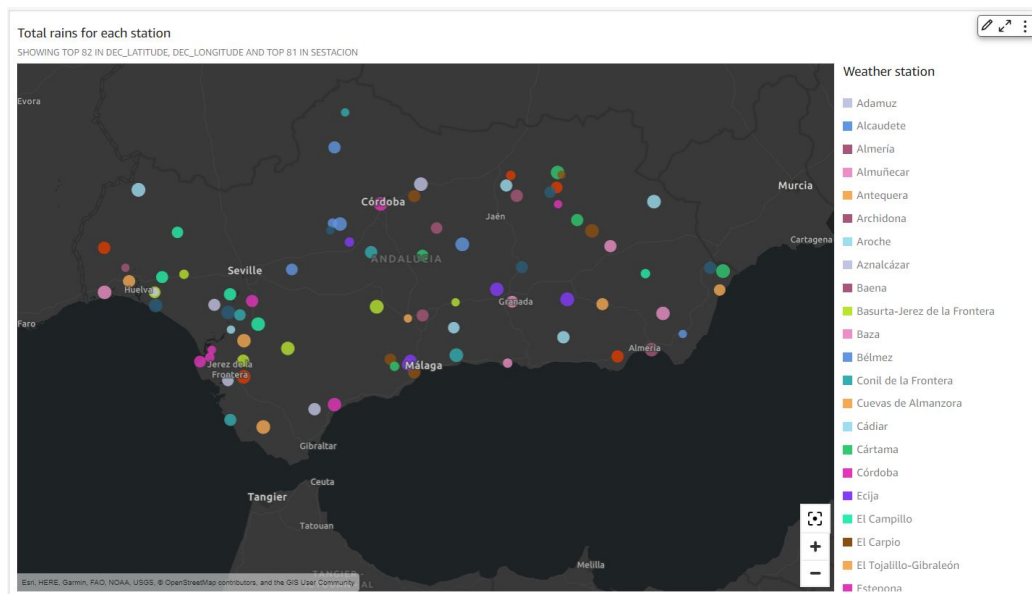 Total rains for each station
SHOWING TOP 82 IN DEC_LATITUDE, DEC_LONGITUDE AND TOP 81 IN SESTACION
Evora
Córdoba
Jaén
Murcia
Cartagena
ANDALUCÍA
Seville
Huelva
Granada
Faro
Almería
Jerez de la
Frontera
Málaga
Gibraltar
Ceuta
Tangier
Tatouan
Melilla
Esri, HERE, Garmin, FAO, NOAA, USGS, © OpenStreetMap contributors, and the GIS User Community
Weather station
Adamuz
Alcaudete
Almería
Almuñecar
Antequera
Archidona
Aroche
Aznalcázar
Baena
Basurta-Jerez de la Frontera
Baza
Bélmez
Conil de la Frontera
Cuevas de Almanzora
Cádiar
Cártama
Córdoba
Ecija
El Campillo
El Carpio
El Tojalillo-Gibraleón
Estepona